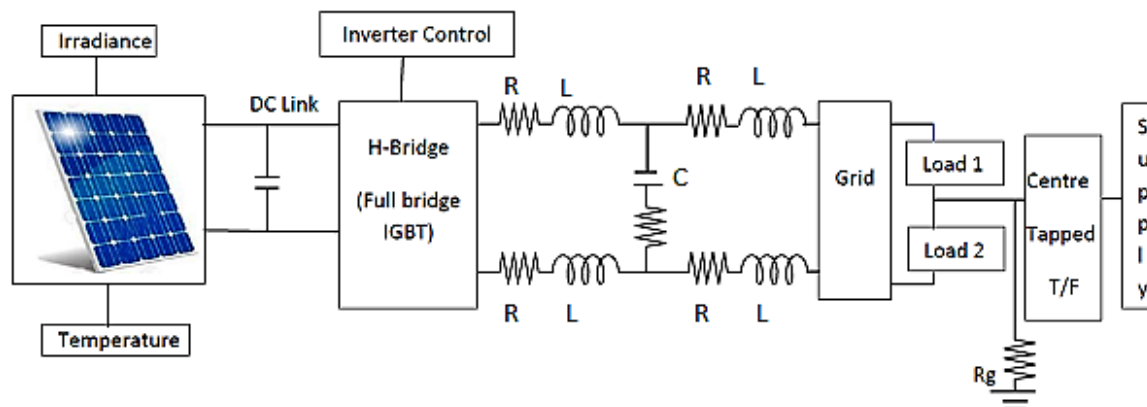 Irradiance
Inverter Control
DC Link
R
L
R
L
H-Bridge
(Full bridge
IGBT)
C
Grid
Load 1
Load 2
Centre
Tapped
T/F
S
u
p
p
l
y
R
L
R
L
Temperature
Rg